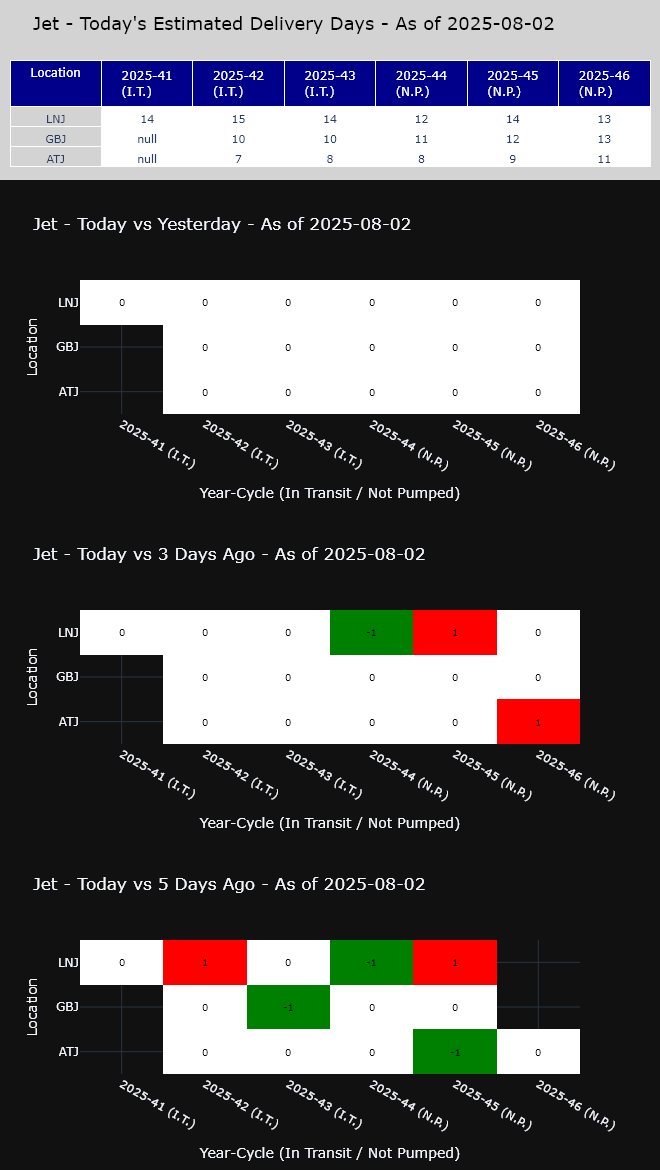 Jet - Today's Estimated Delivery Days - As of 2025-08-02
Location 2025-41 (I.T.) 2025-42 (I.T.) 2025-43 (I.T.) 2025-44 (N.P.) 2025-45 (N.P.) 2025-46 (N.P.)
LNJ 14 15 14 12 14 13
GBJ null 10 10 11 12 13
ATJ null 7 8 8 9 11
Jet - Today vs Yesterday - As of 2025-08-02
Location
LNJ 0 0 0 0 0 0
GBJ 0 0 0 0 0
ATJ 0 0 0 0 0
2025-41 (I.T.) 2025-42 (I.T.) 2025-43 (I.T.) 2025-44 (N.P.) 2025-45 (N.P.) 2025-46 (N.P.)
Year-Cycle (In Transit / Not Pumped)
Jet - Today vs 3 Days Ago - As of 2025-08-02
Location
LNJ 0 0 0 -1 1 0
GBJ 0 0 0 0 0
ATJ 0 0 0 0 1
2025-41 (I.T.) 2025-42 (I.T.) 2025-43 (I.T.) 2025-44 (N.P.) 2025-45 (N.P.) 2025-46 (N.P.)
Year-Cycle (In Transit / Not Pumped)
Jet - Today vs 5 Days Ago - As of 2025-08-02
Location
LNJ 0 1 0 -1 1
GBJ 0 -1 0 0
ATJ 0 0 0 -1 0
2025-41 (I.T.) 2025-42 (I.T.) 2025-43 (I.T.) 2025-44 (N.P.) 2025-45 (N.P.) 2025-46 (N.P.)
Year-Cycle (In Transit / Not Pumped)